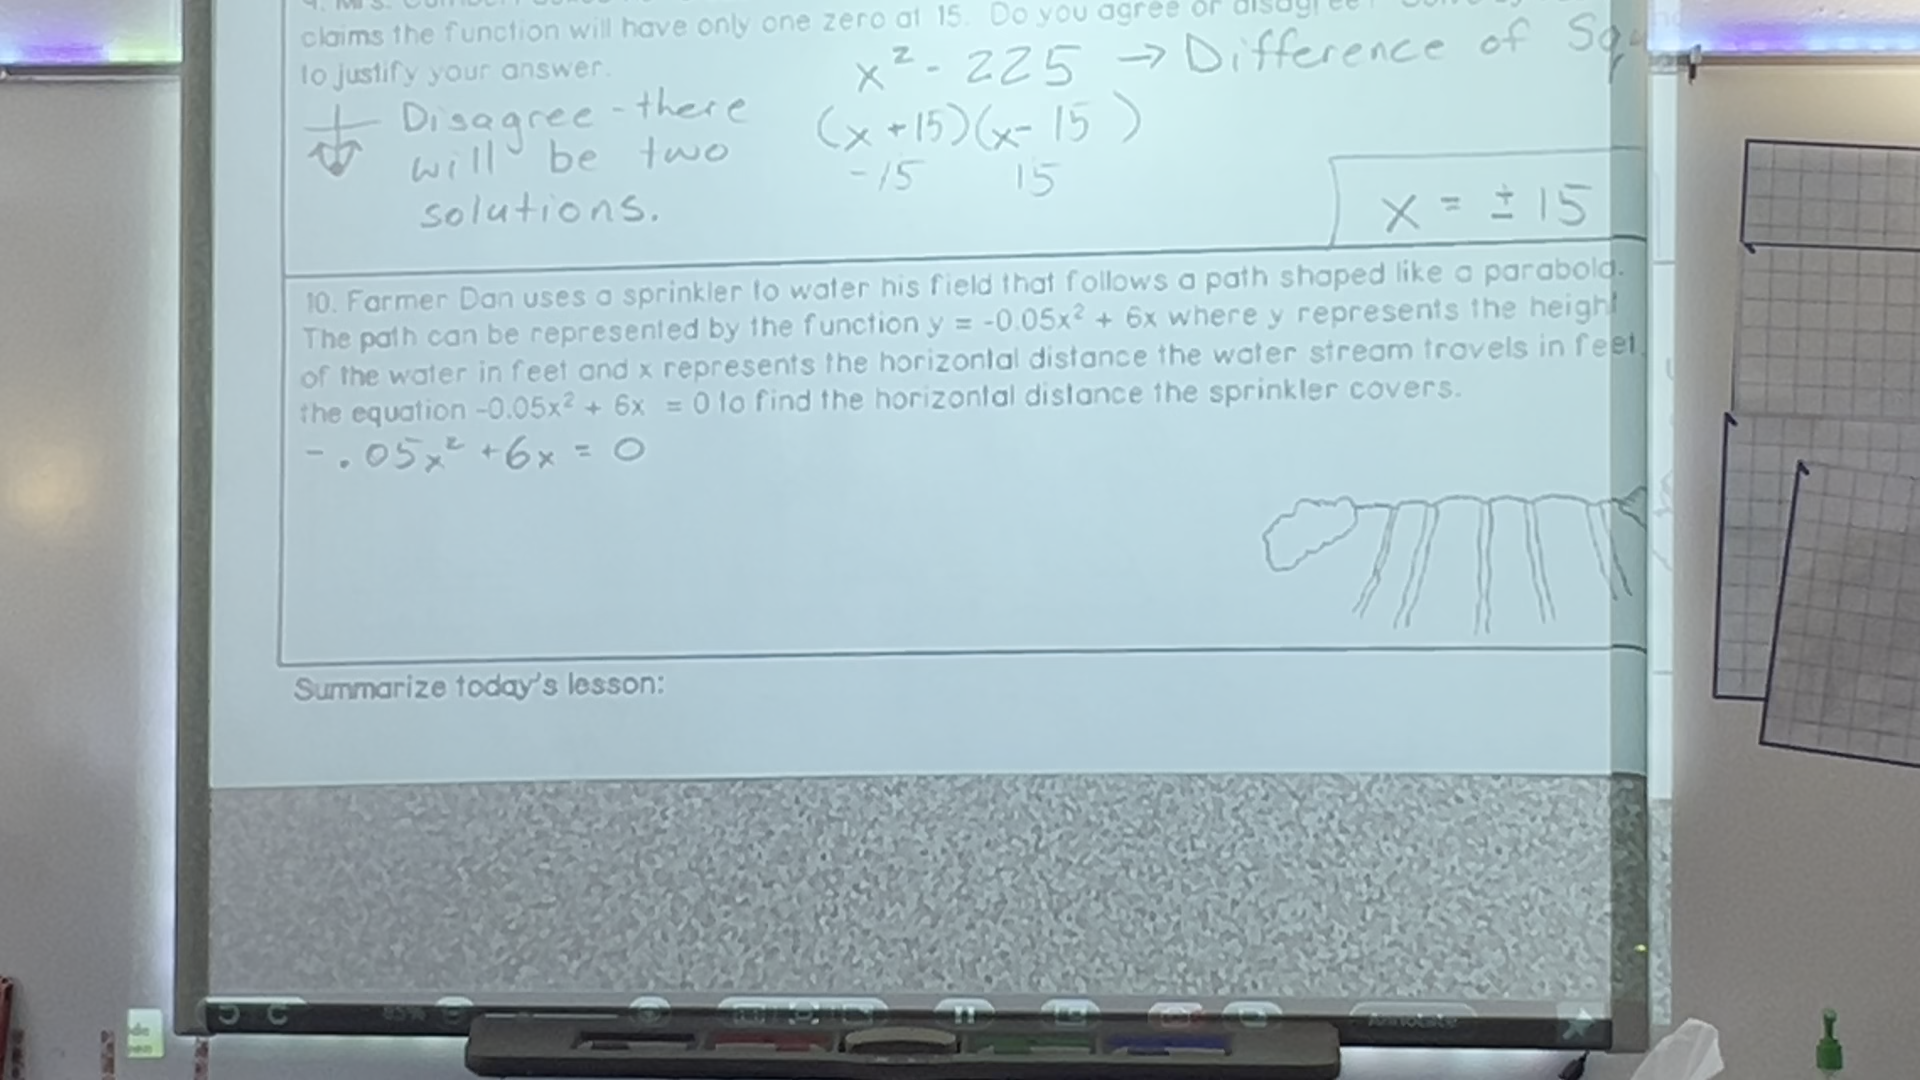 claims the function will have only one zero at 15. Do you agree or disagree?
to justify your answer.
x² - 225 → Difference of
Disagree - there
will be two
solutions.
(x + 15)(x - 15)
-15 15
x = ± 15
10. Farmer Dan uses a sprinkler to water his field that follows a path shaped like a parabola.
The path can be represented by the function y = -0.05x² + 6x where y represents the height
of the water in feet and x represents the horizontal distance the water stream travels in feet.
the equation -0.05x² + 6x = 0 to find the horizontal distance the sprinkler covers.
-.05x² + 6x = 0
Summarize today's lesson:
85%
Annotate